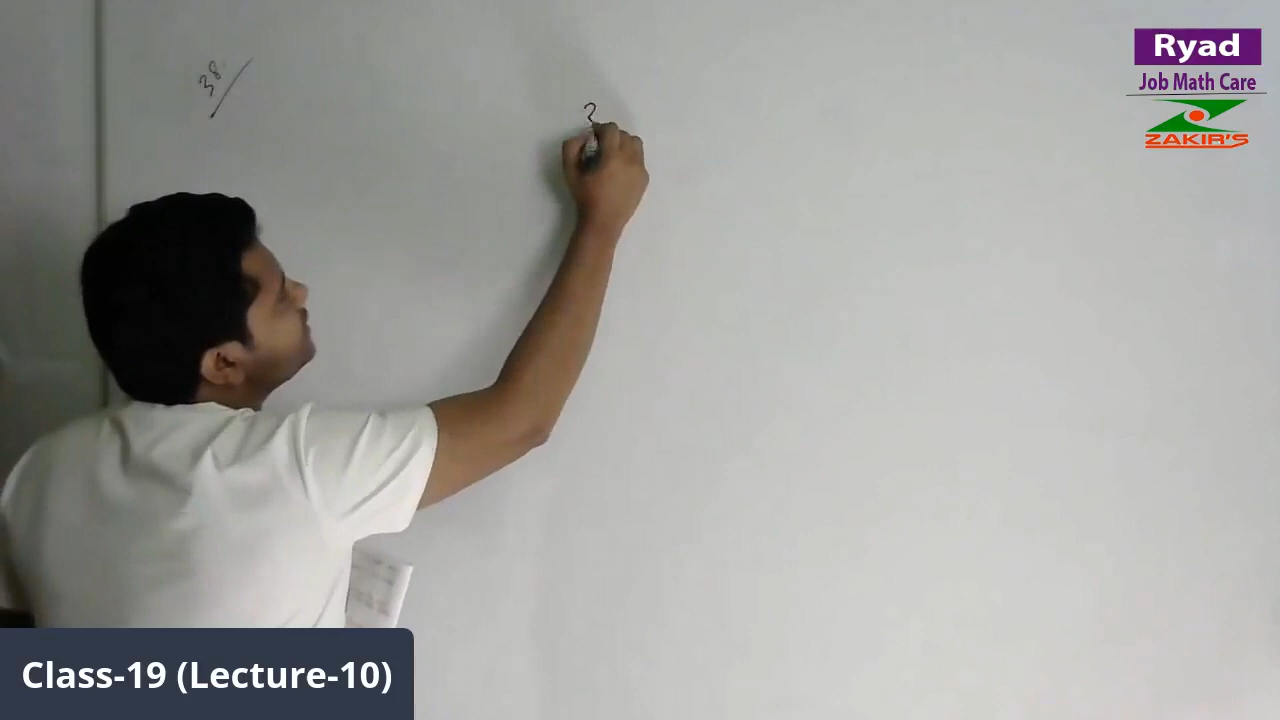 38.
2
Ryad
Job Math Care
ZAKIR'S
Class-19 (Lecture-10)